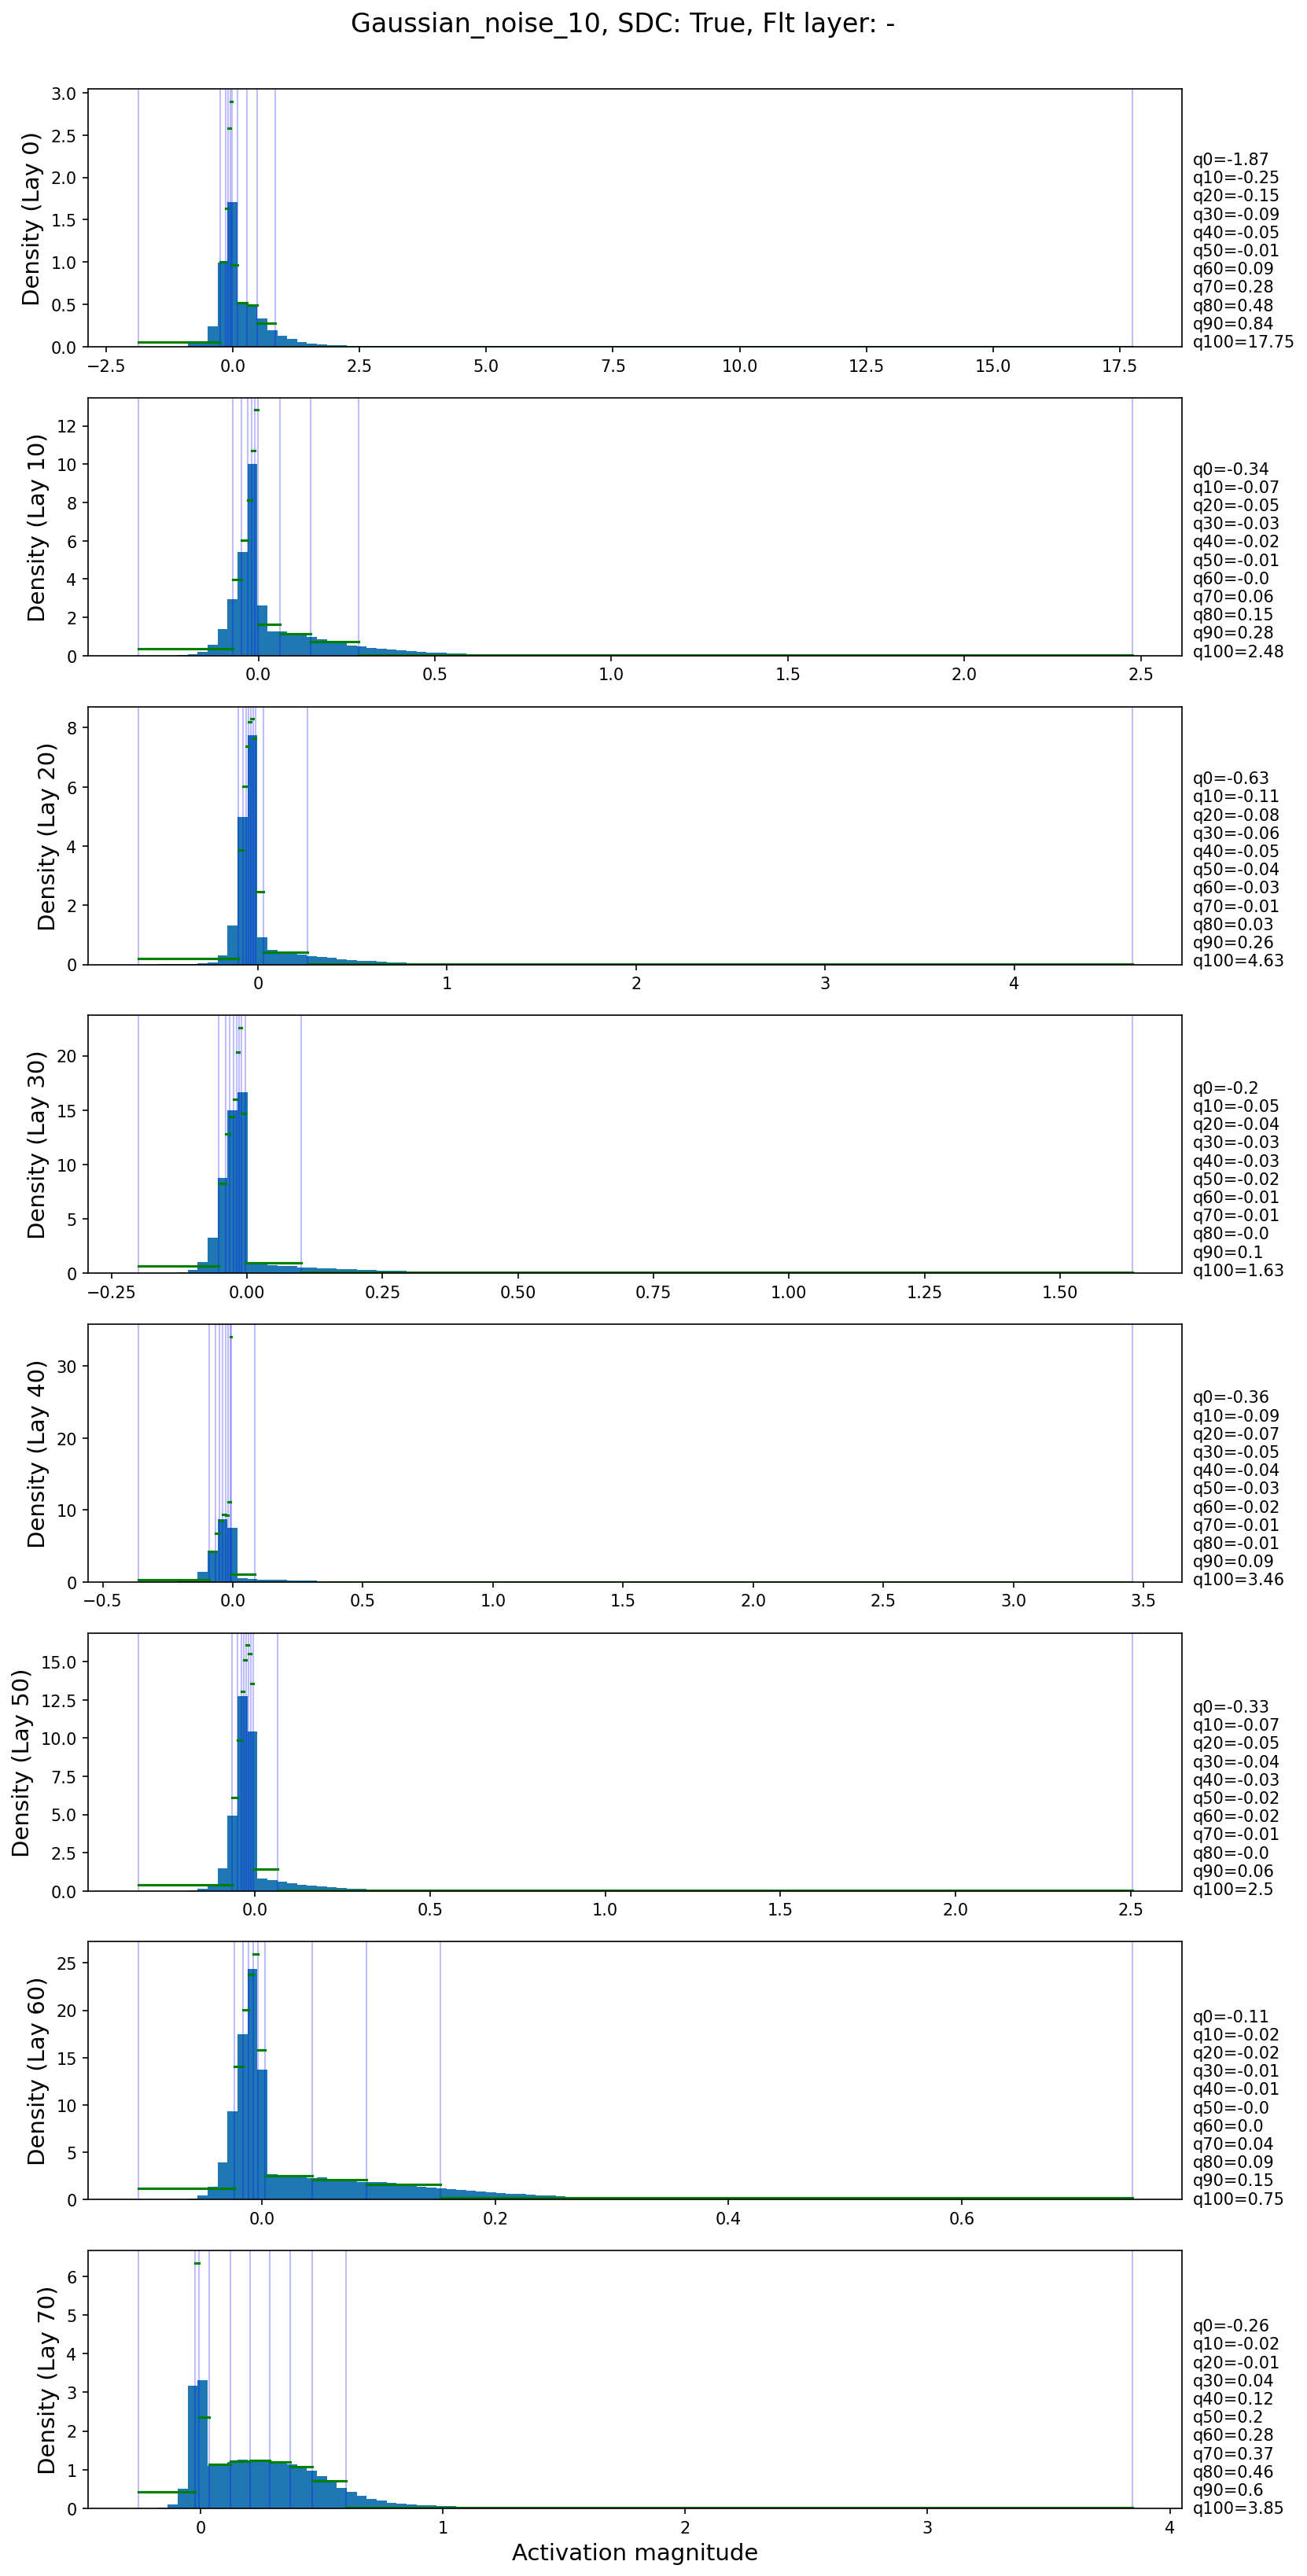 Gaussian_noise_10, SDC: True, Flt layer: -
Density (Lay 0)
3.0
2.5
2.0
1.5
1.0
0.5
0.0
−2.5 0.0 2.5 5.0 7.5 10.0 12.5 15.0 17.5
q0=-1.87
q10=-0.25
q20=-0.15
q30=-0.09
q40=-0.05
q50=-0.01
q60=0.09
q70=0.28
q80=0.48
q90=0.84
q100=17.75
Density (Lay 10)
12
10
8
6
4
2
0
0.0 0.5 1.0 1.5 2.0 2.5
q0=-0.34
q10=-0.07
q20=-0.05
q30=-0.03
q40=-0.02
q50=-0.01
q60=-0.0
q70=0.06
q80=0.15
q90=0.28
q100=2.48
Density (Lay 20)
8
6
4
2
0
0 1 2 3 4
q0=-0.63
q10=-0.11
q20=-0.08
q30=-0.06
q40=-0.05
q50=-0.04
q60=-0.03
q70=-0.01
q80=0.03
q90=0.26
q100=4.63
Density (Lay 30)
20
15
10
5
0
−0.25 0.00 0.25 0.50 0.75 1.00 1.25 1.50
q0=-0.2
q10=-0.05
q20=-0.04
q30=-0.03
q40=-0.03
q50=-0.02
q60=-0.01
q70=-0.01
q80=-0.0
q90=0.1
q100=1.63
Density (Lay 40)
30
20
10
0
−0.5 0.0 0.5 1.0 1.5 2.0 2.5 3.0 3.5
q0=-0.36
q10=-0.09
q20=-0.07
q30=-0.05
q40=-0.04
q50=-0.03
q60=-0.02
q70=-0.01
q80=-0.01
q90=0.09
q100=3.46
Density (Lay 50)
15.0
12.5
10.0
7.5
5.0
2.5
0.0
0.0 0.5 1.0 1.5 2.0 2.5
q0=-0.33
q10=-0.07
q20=-0.05
q30=-0.04
q40=-0.03
q50=-0.02
q60=-0.02
q70=-0.01
q80=-0.0
q90=0.06
q100=2.5
Density (Lay 60)
25
20
15
10
5
0
0.0 0.2 0.4 0.6
q0=-0.11
q10=-0.02
q20=-0.02
q30=-0.01
q40=-0.01
q50=-0.0
q60=0.0
q70=0.04
q80=0.09
q90=0.15
q100=0.75
Density (Lay 70)
6
5
4
3
2
1
0
0 1 2 3 4
q0=-0.26
q10=-0.02
q20=-0.01
q30=0.04
q40=0.12
q50=0.2
q60=0.28
q70=0.37
q80=0.46
q90=0.6
q100=3.85
Activation magnitude